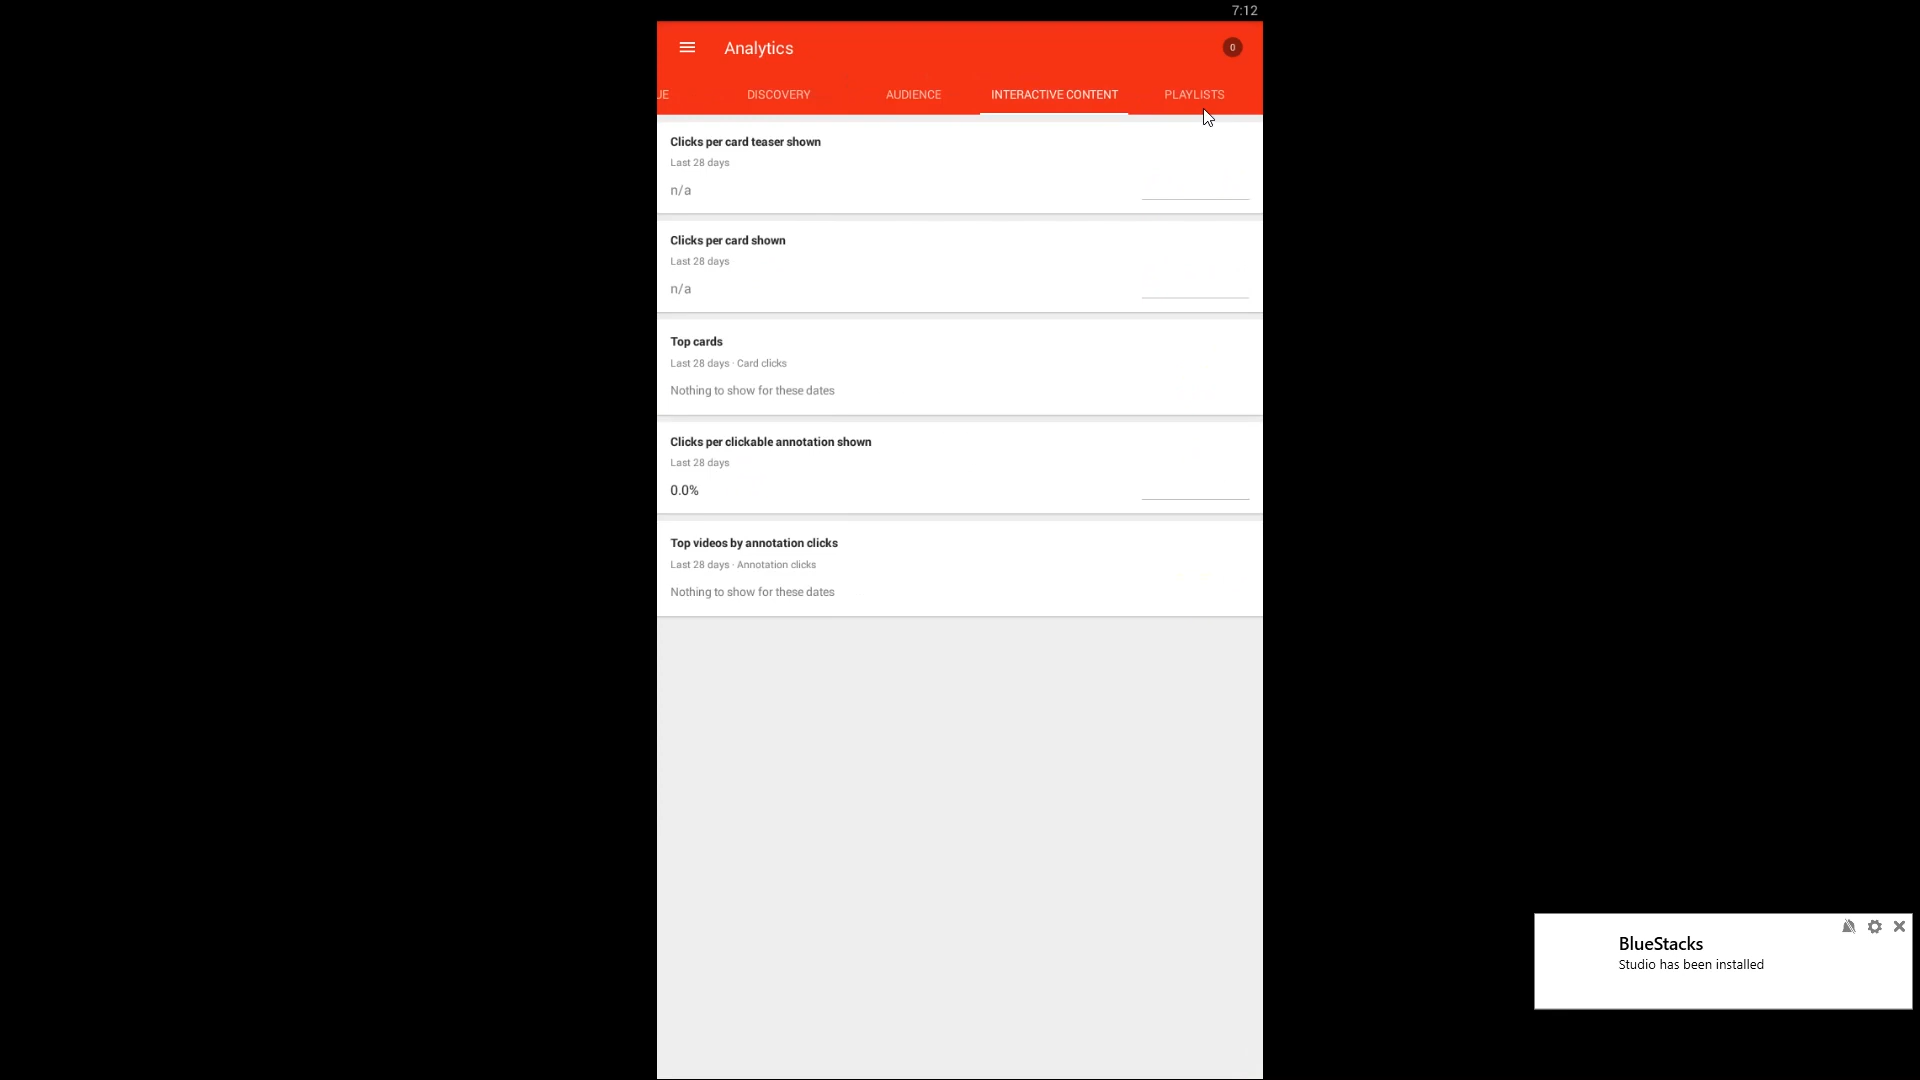 7:12
Analytics
0
UE
DISCOVERY
AUDIENCE
INTERACTIVE CONTENT
PLAYLISTS
Clicks per card teaser shown
Last 28 days
n/a
Clicks per card shown
Last 28 days
n/a
Top cards
Last 28 days · Card clicks
Nothing to show for these dates
Clicks per clickable annotation shown
Last 28 days
0.0%
Top videos by annotation clicks
Last 28 days · Annotation clicks
Nothing to show for these dates
BlueStacks
Studio has been installed